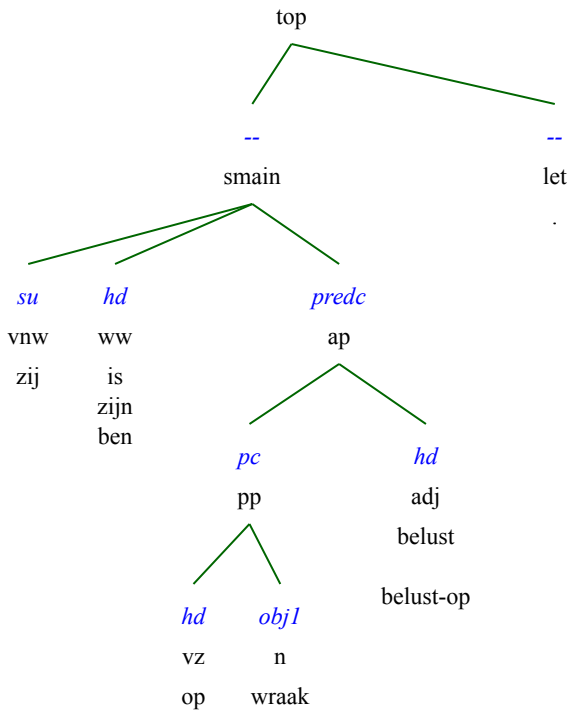 top
-- --
smain let
.
su hd predc
vnw ww ap
zij is
zijn
ben
pc hd
pp adj
belust
belust-op
hd obj1
vz n
op wraak